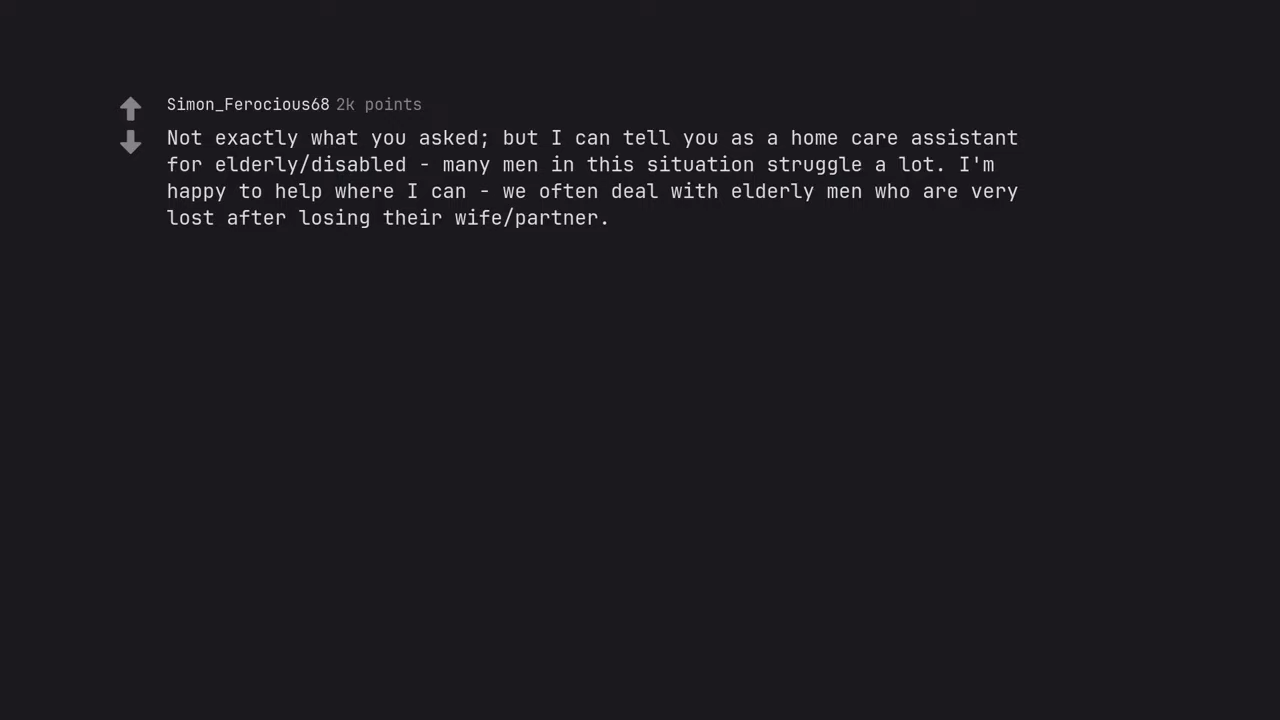 Simon_Ferocious68 2k points
Not exactly what you asked; but I can tell you as a home care assistant
for elderly/disabled - many men in this situation struggle a lot. I'm
happy to help where I can - we often deal with elderly men who are very
lost after losing their wife/partner.